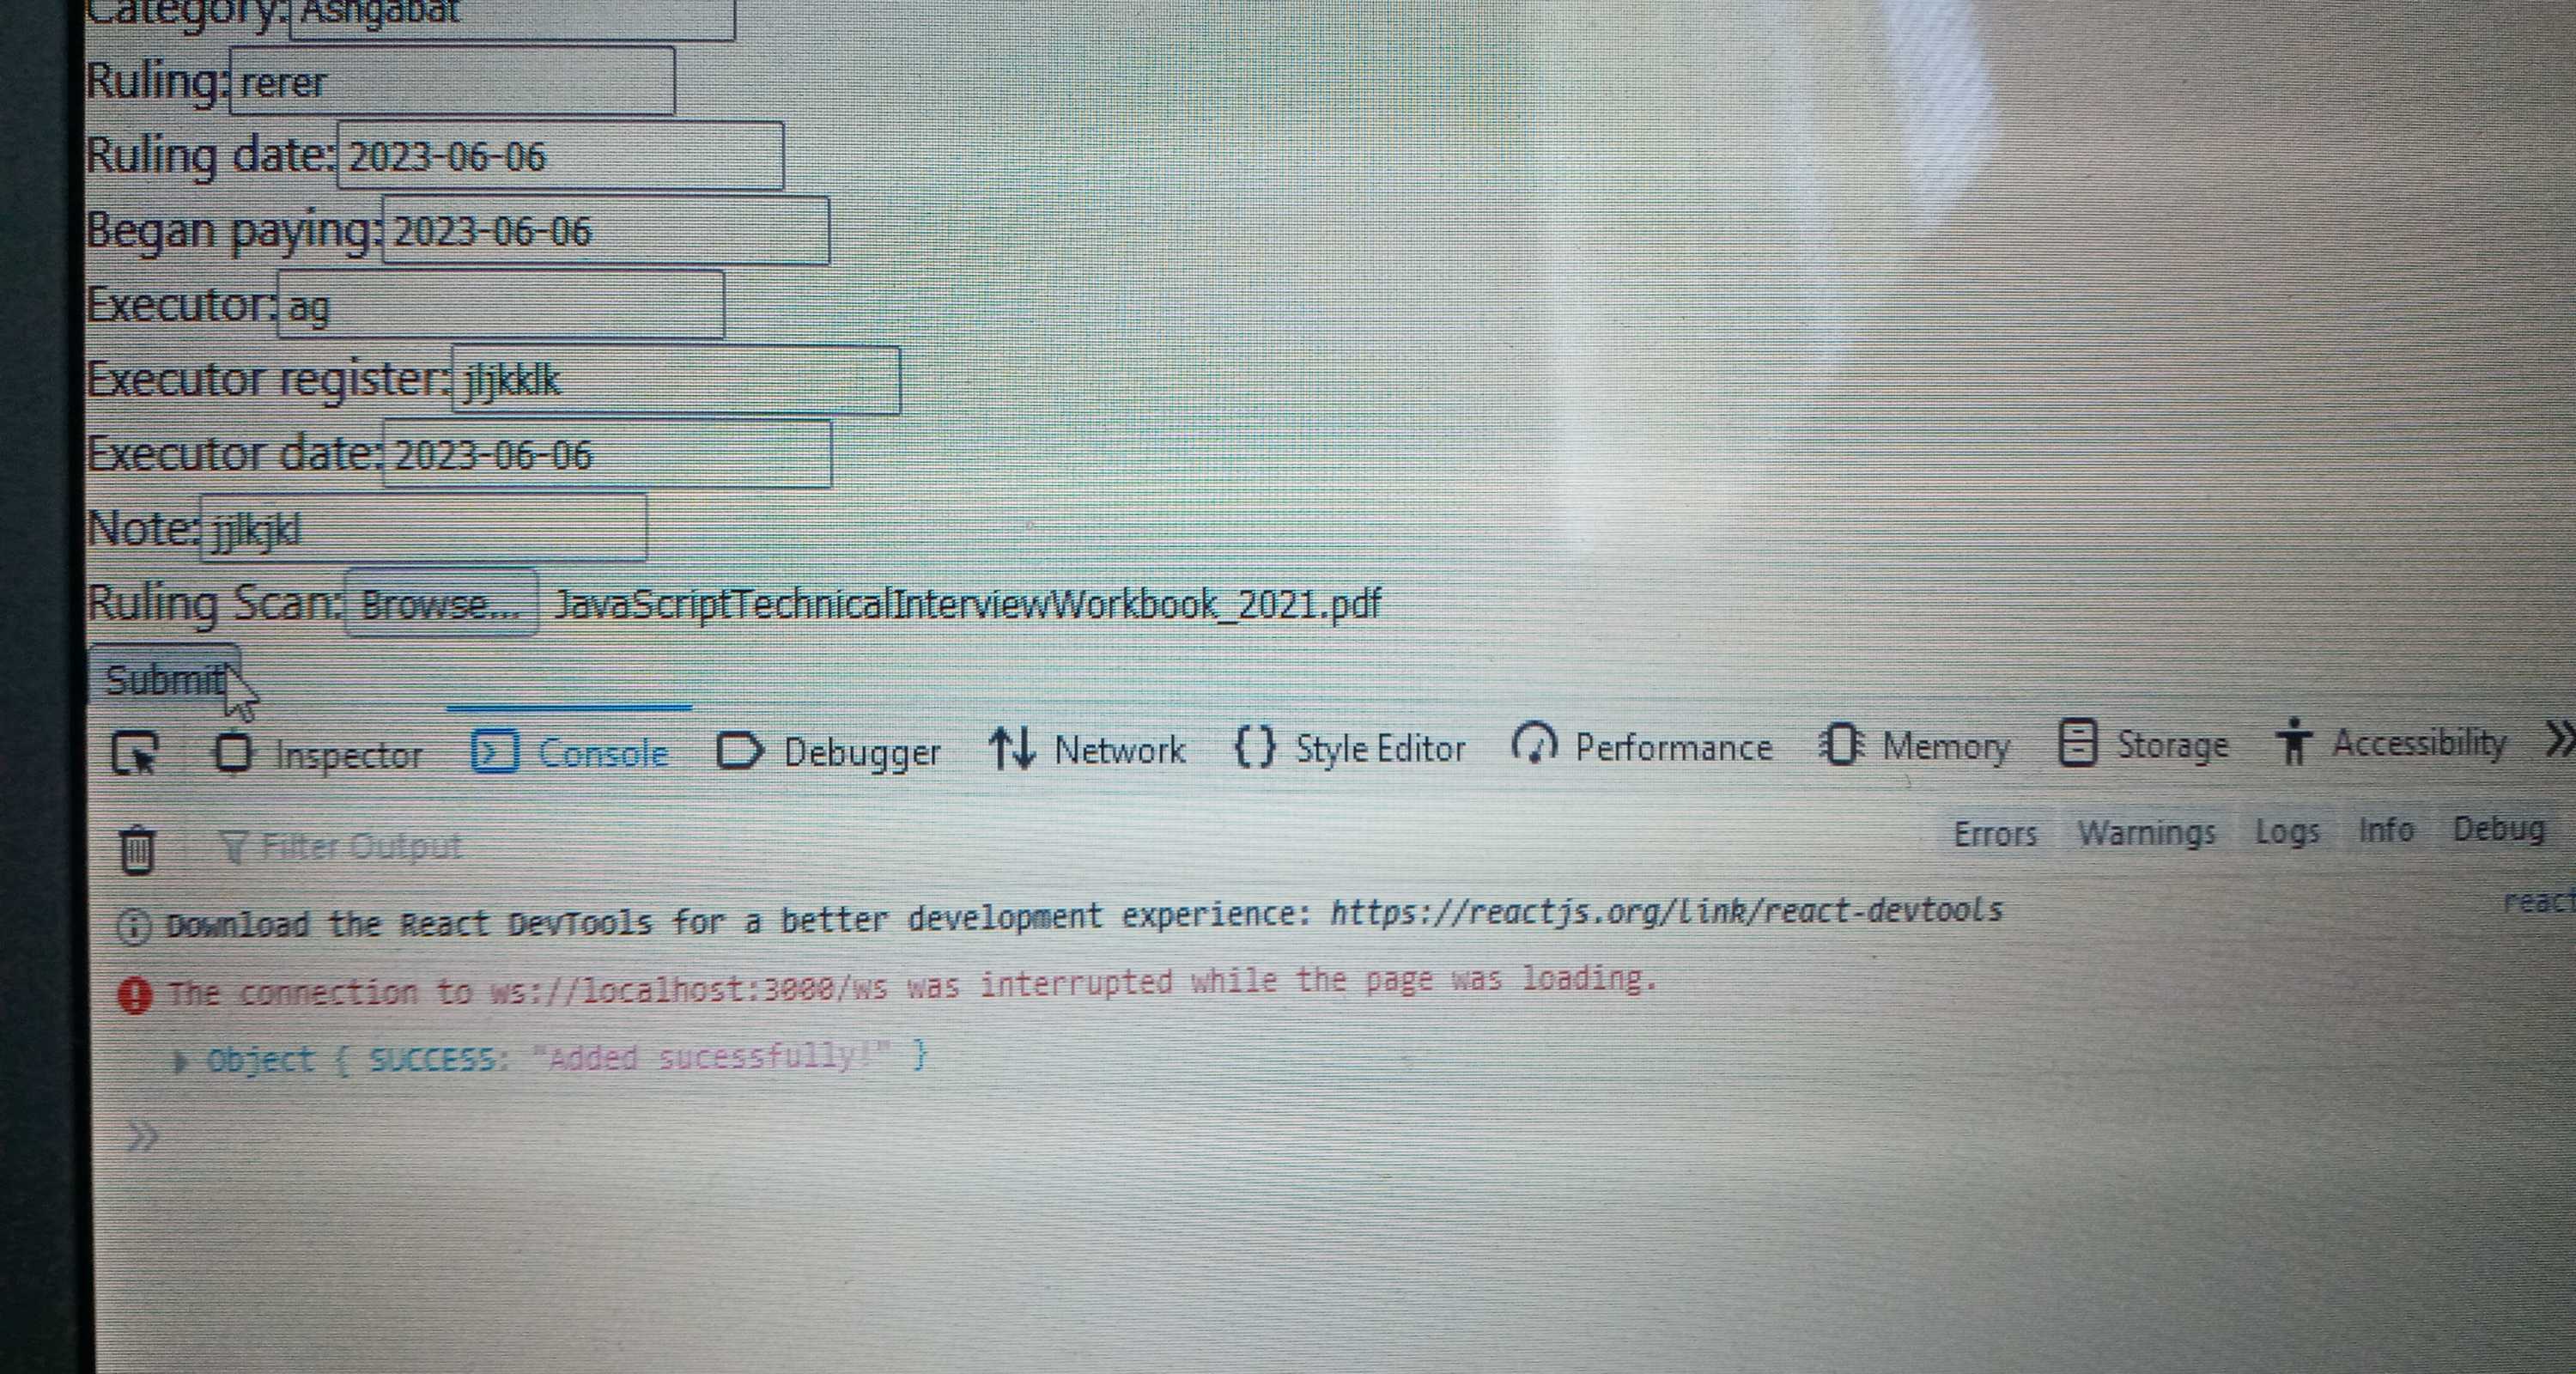 Category: Ashgabat
Ruling: rerer
Ruling date: 2023-06-06
Began paying: 2023-06-06
Executor: ag
Executor register: jljkklk
Executor date: 2023-06-06
Note: jjlkjkl
Ruling Scan: Browse... JavaScriptTechnicalInterviewWorkbook_2021.pdf
Submit
Inspector Console Debugger Network {} Style Editor Performance Memory Storage Accessibility »
Filter Output Errors Warnings Logs Info Debug
Download the React DevTools for a better development experience: https://reactjs.org/link/react-devtools react
The connection to ws://localhost:3000/ws was interrupted while the page was loading.
Object { SUCCESS: "Added sucessfully!" }
»